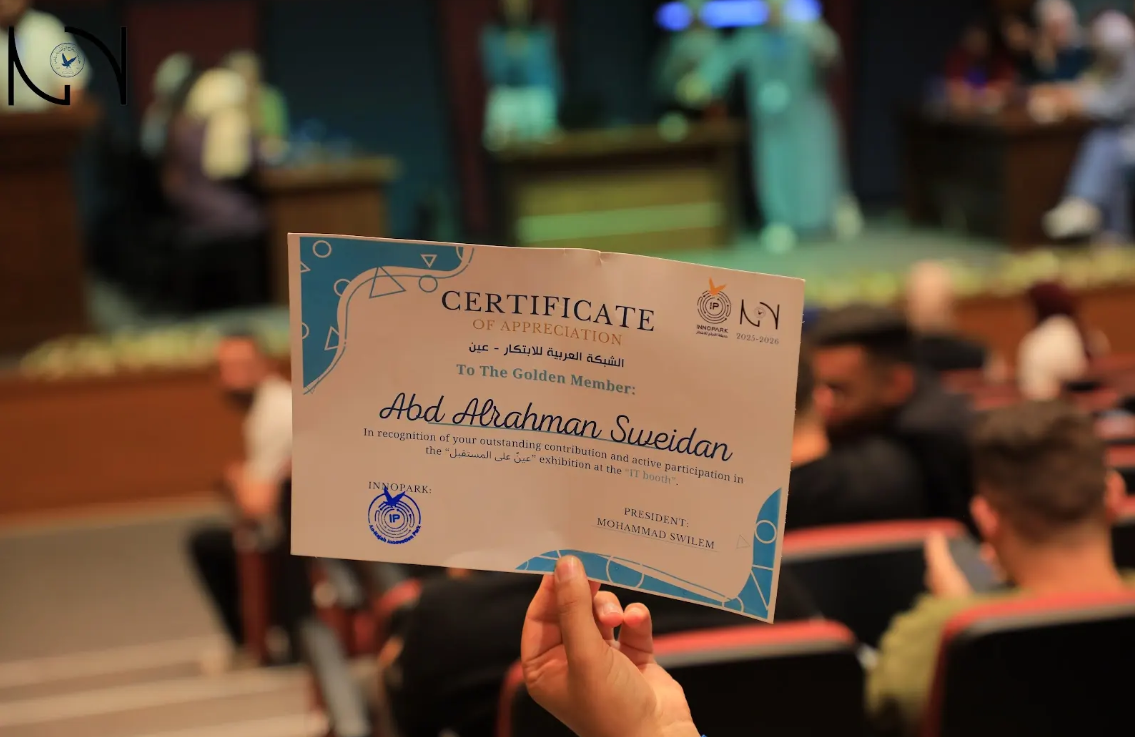 CERTIFICATE
OF APPRECIATION
الشبكة العربية للابتكار - عين
To The Golden Member:
Abd Alrahman Sweidan
In recognition of your outstanding contribution and active participation in
the "عينٌ على المستقبل" exhibition at the "IT booth".
INNOPARK:
IP
PRESIDENT:
MOHAMMAD SWILEM
IP
INNOPARK
2025-2026